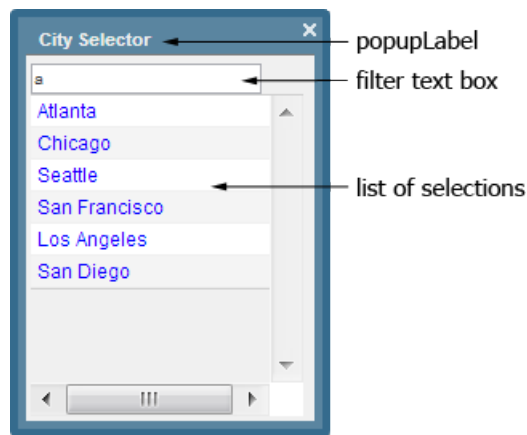 City Selector
popupLabel
a
filter text box
Atlanta
Chicago
Seattle
list of selections
San Francisco
Los Angeles
San Diego